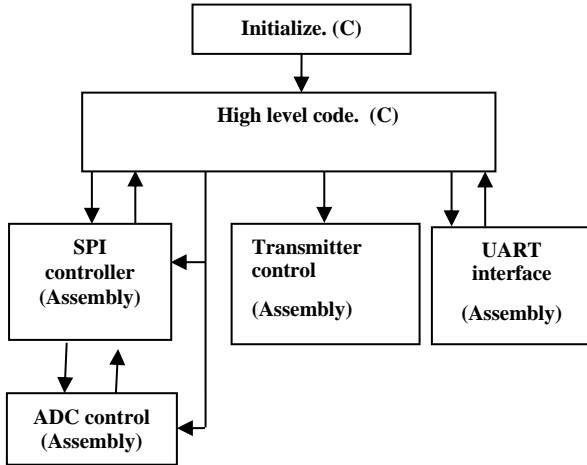 Initialize. (C)
High level code. (C)
SPI
controller
(Assembly)
Transmitter
control
(Assembly)
UART
interface
(Assembly)
ADC control
(Assembly)